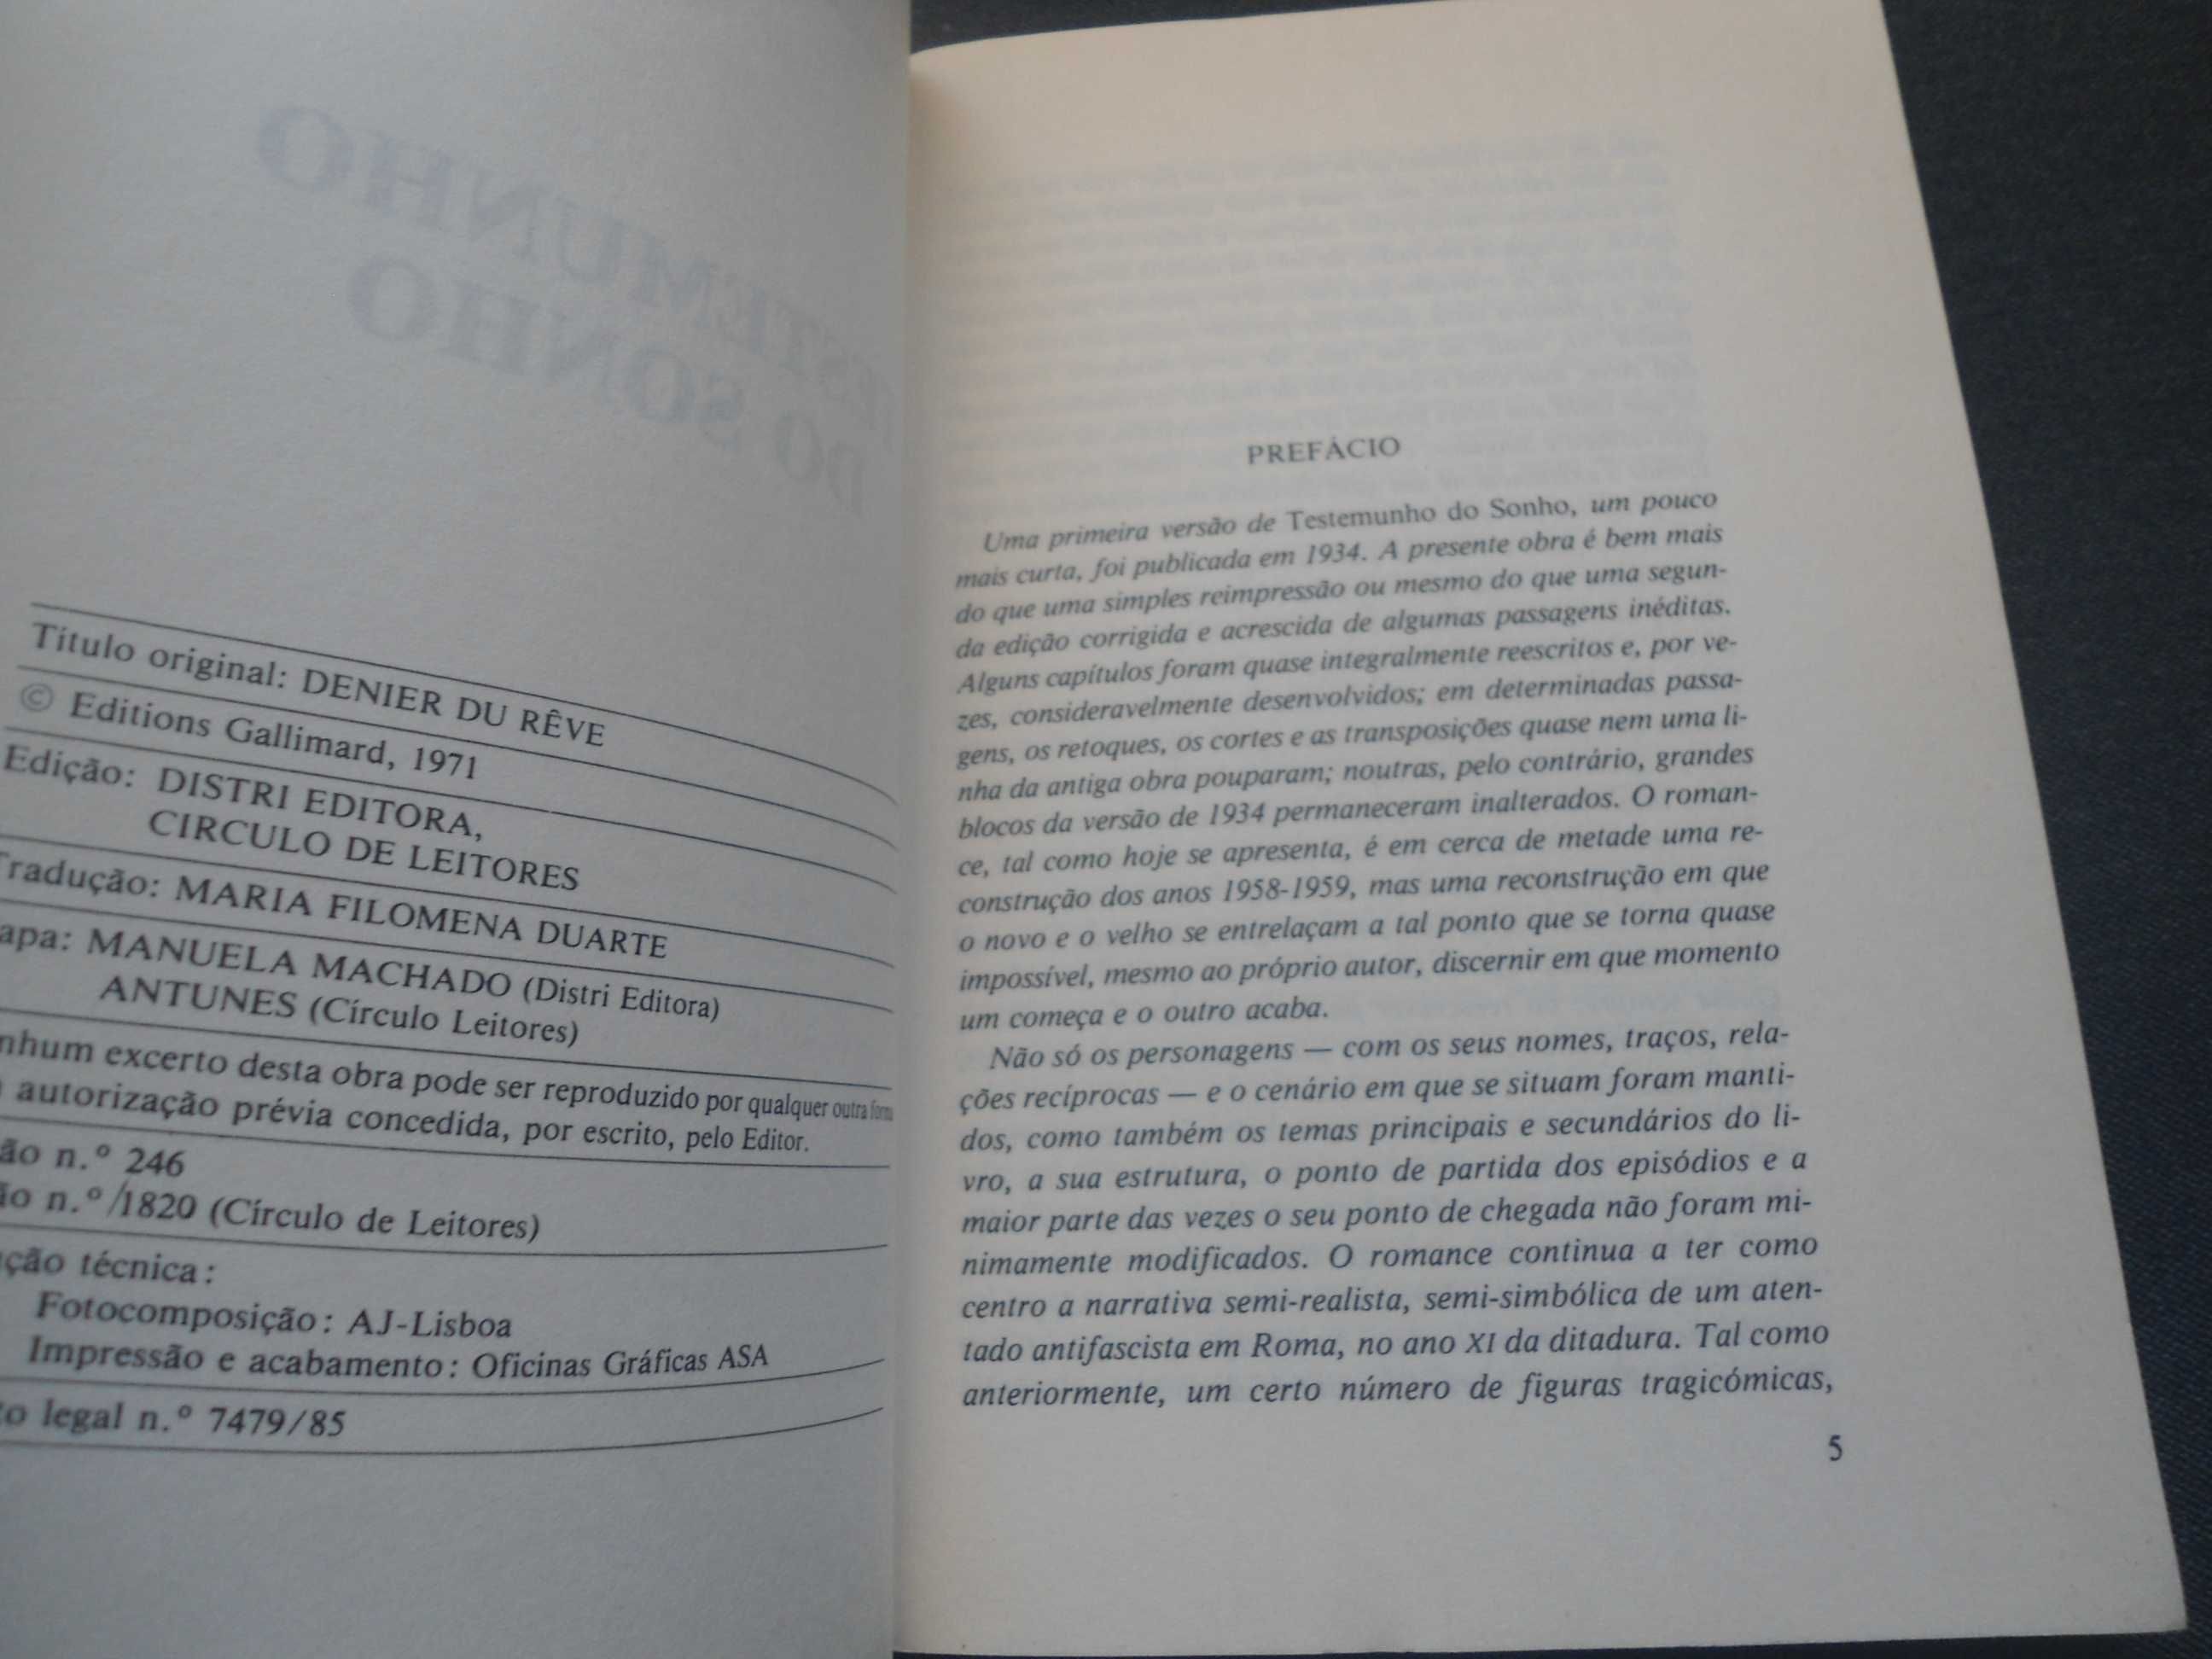 TESTEMUNHO
DO SONHO
Título original: DENIER DU RÊVE
© Editions Gallimard, 1971
Edição: DISTRI EDITORA,
CIRCULO DE LEITORES
Tradução: MARIA FILOMENA DUARTE
apa: MANUELA MACHADO (Distri Editora)
ANTUNES (Círculo Leitores)
nhum excerto desta obra pode ser reproduzido por qualquer outra forma
autorização prévia concedida, por escrito, pelo Editor.
ão n.º 246
ão n.º/1820 (Círculo de Leitores)
ção técnica:
Fotocomposição: AJ-Lisboa
Impressão e acabamento: Oficinas Gráficas ASA
to legal n.º 7479/85
PREFÁCIO
Uma primeira versão de Testemunho do Sonho, um pouco
mais curta, foi publicada em 1934. A presente obra é bem mais
do que uma simples reimpressão ou mesmo do que uma segun-
da edição corrigida e acrescida de algumas passagens inéditas.
Alguns capítulos foram quase integralmente reescritos e, por ve-
zes, consideravelmente desenvolvidos; em determinadas passa-
gens, os retoques, os cortes e as transposições quase nem uma li-
nha da antiga obra pouparam; noutras, pelo contrário, grandes
blocos da versão de 1934 permaneceram inalterados. O roman-
ce, tal como hoje se apresenta, é em cerca de metade uma re-
construção dos anos 1958-1959, mas uma reconstrução em que
o novo e o velho se entrelaçam a tal ponto que se torna quase
impossível, mesmo ao próprio autor, discernir em que momento
um começa e o outro acaba.
Não só os personagens — com os seus nomes, traços, rela-
ções recíprocas — e o cenário em que se situam foram manti-
dos, como também os temas principais e secundários do li-
vro, a sua estrutura, o ponto de partida dos episódios e a
maior parte das vezes o seu ponto de chegada não foram mi-
nimamente modificados. O romance continua a ter como
centro a narrativa semi-realista, semi-simbólica de um aten-
tado antifascista em Roma, no ano XI da ditadura. Tal como
anteriormente, um certo número de figuras tragicómicas,
5